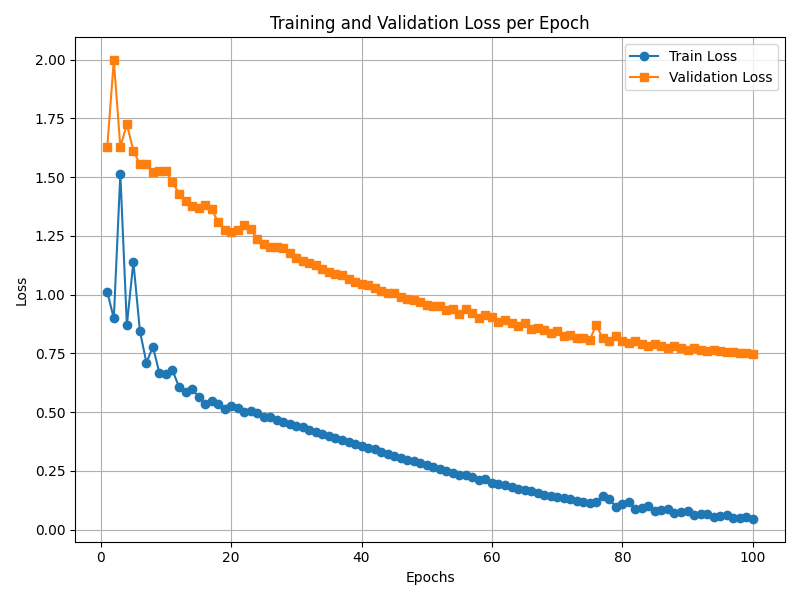 Training and Validation Loss per Epoch
Train Loss
Validation Loss
2.00
1.75
1.50
1.25
1.00
0.75
0.50
0.25
0.00
Loss
0 20 40 60 80 100
Epochs